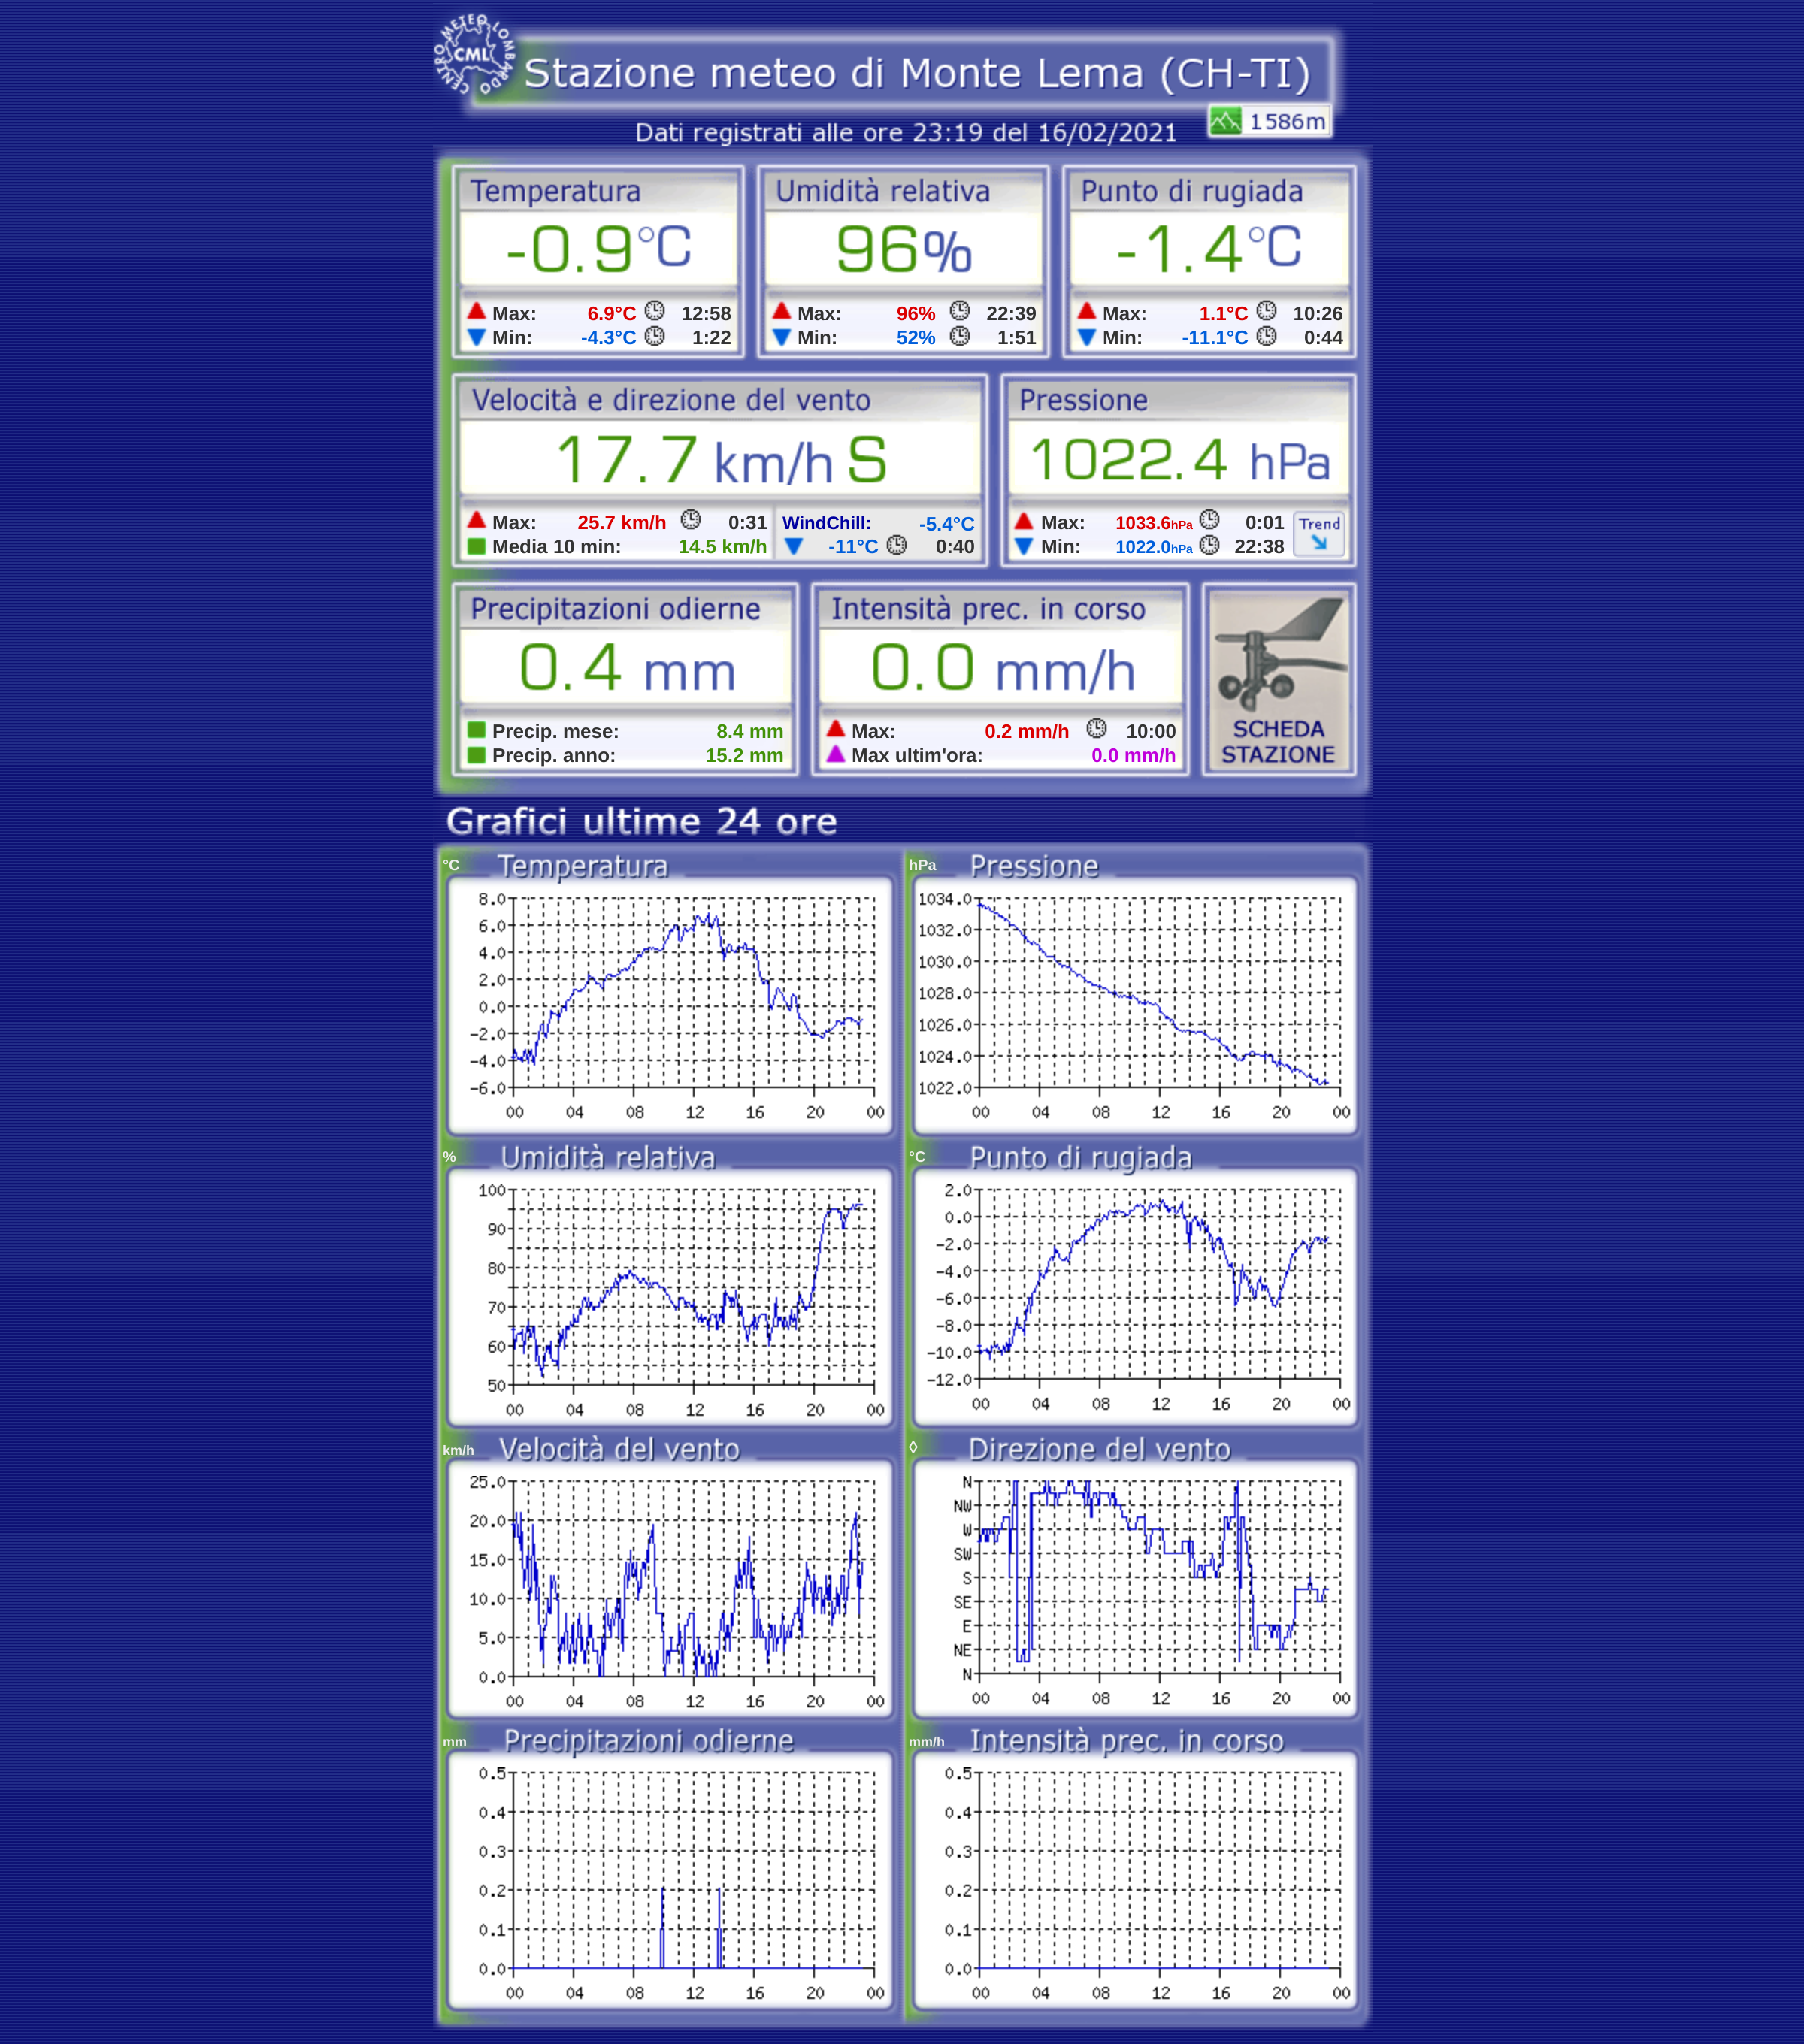 CENTRO METEO LOMBARDO
CML
Stazione meteo di Monte Lema (CH-TI)
1586m
Dati registrati alle ore 23:19 del 16/02/2021
Temperatura
-0.9°C
Max: 6.9°C 12:58
Min: -4.3°C 1:22
Umidità relativa
96%
Max: 96% 22:39
Min: 52% 1:51
Punto di rugiada
-1.4°C
Max: 1.1°C 10:26
Min: -11.1°C 0:44
Velocità e direzione del vento
17.7 km/h S
Max: 25.7 km/h 0:31
Media 10 min: 14.5 km/h
WindChill: -5.4°C
-11°C 0:40
Pressione
1022.4 hPa
Max: 1033.6hPa 0:01
Min: 1022.0hPa 22:38
Trend
Precipitazioni odierne
0.4 mm
Precip. mese: 8.4 mm
Precip. anno: 15.2 mm
Intensità prec. in corso
0.0 mm/h
Max: 0.2 mm/h 10:00
Max ultim'ora: 0.0 mm/h
SCHEDA
STAZIONE
Grafici ultime 24 ore
°C Temperatura
8.0
6.0
4.0
2.0
0.0
-2.0
-4.0
-6.0
00 04 08 12 16 20 00
hPa Pressione
1034.0
1032.0
1030.0
1028.0
1026.0
1024.0
1022.0
00 04 08 12 16 20 00
% Umidità relativa
100
90
80
70
60
50
00 04 08 12 16 20 00
°C Punto di rugiada
2.0
0.0
-2.0
-4.0
-6.0
-8.0
-10.0
-12.0
00 04 08 12 16 20 00
km/h Velocità del vento
25.0
20.0
15.0
10.0
5.0
0.0
00 04 08 12 16 20 00
◊ Direzione del vento
N
NW
W
SW
S
SE
E
NE
N
00 04 08 12 16 20 00
mm Precipitazioni odierne
0.5
0.4
0.3
0.2
0.1
0.0
00 04 08 12 16 20 00
mm/h Intensità prec. in corso
0.5
0.4
0.3
0.2
0.1
0.0
00 04 08 12 16 20 00